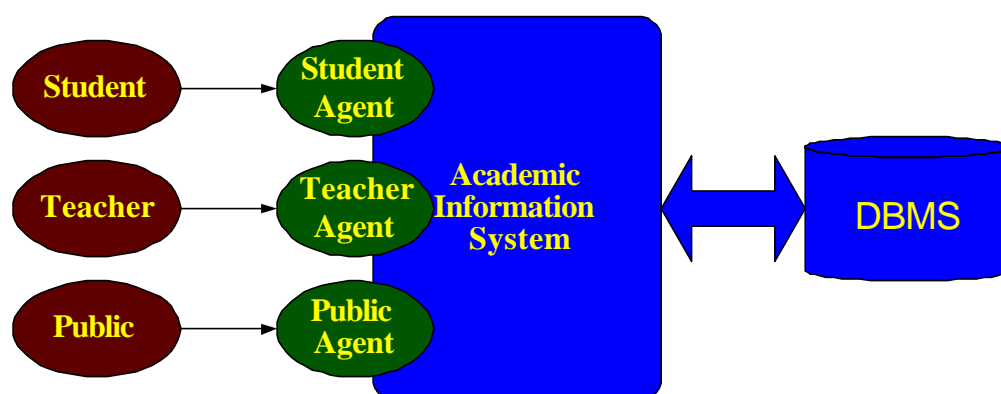 Student
Student
Agent
Teacher
Teacher
Agent
Public
Public
Agent
Academic
Information
System
DBMS